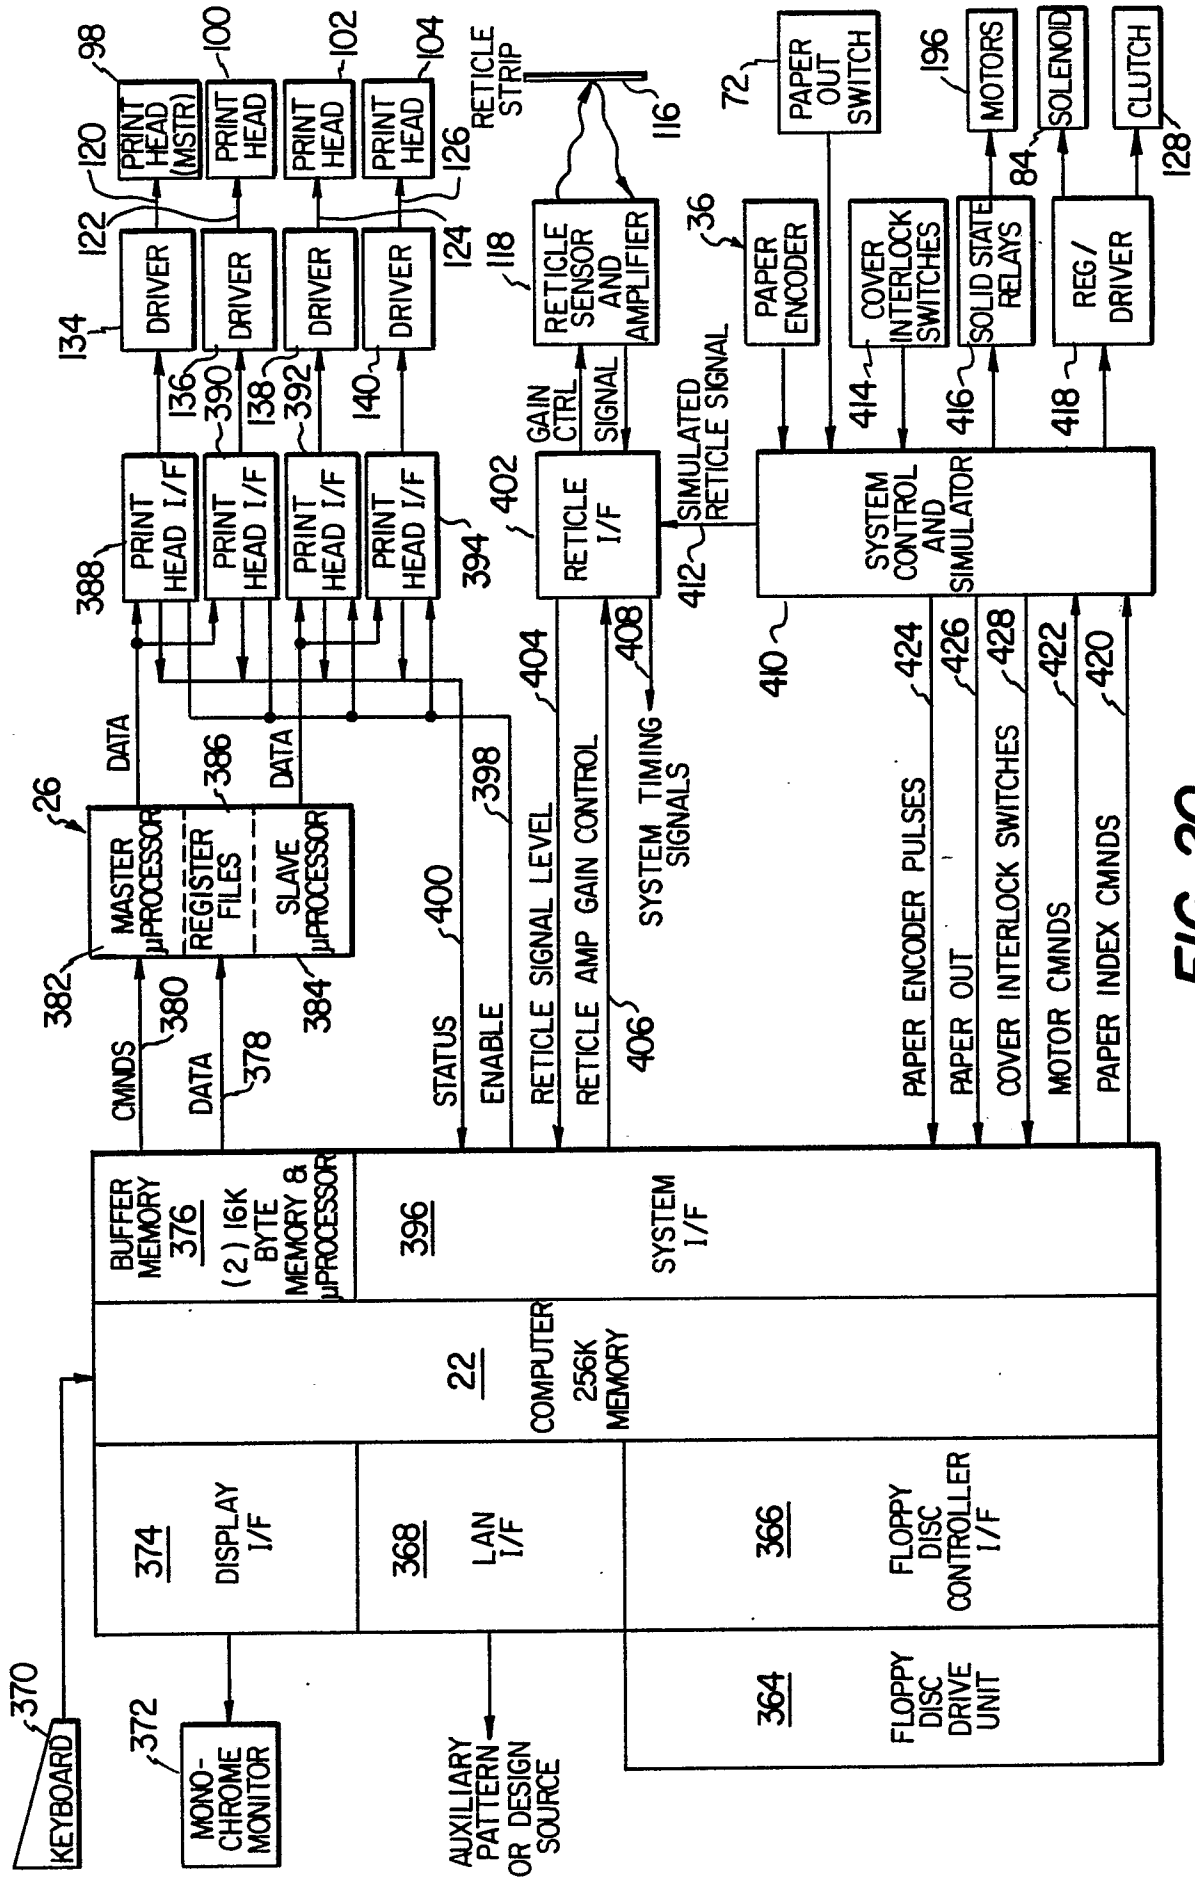 370
KEYBOARD
372
MONO-
CHROME
MONITOR
AUXILIARY
PATTERN
OR DESIGN
SOURCE
374
DISPLAY
I/F
368
LAN
I/F
366
FLOPPY
DISC
CONTROLLER
I/F
364
FLOPPY
DISC
DRIVE
UNIT
22
COMPUTER
256K
MEMORY
BUFFER
MEMORY
376
(2) 16K
BYTE
MEMORY &
µPROCESSOR
396
SYSTEM
I/F
CMNDS
380
DATA
378
26
382
MASTER
µPROCESSOR
REGISTER
FILES
386
SLAVE
µPROCESSOR
384
DATA
DATA
STATUS
400
ENABLE
398
388
PRINT
HEAD I/F
390
PRINT
HEAD I/F
392
PRINT
HEAD I/F
PRINT
HEAD I/F
394
134
DRIVER
136
DRIVER
138
DRIVER
140
DRIVER
120
122
124
126
PRINT
HEAD
(MSTR)
98
PRINT
HEAD
100
PRINT
HEAD
102
PRINT
HEAD
104
RETICLE SIGNAL LEVEL
404
RETICLE AMP GAIN CONTROL
406
SYSTEM TIMING
SIGNALS
408
402
RETICLE
I/F
GAIN
CTRL
SIGNAL
118
RETICLE
SENSOR
AND
AMPLIFIER
RETICLE
STRIP
116
412
SIMULATED
RETICLE SIGNAL
410
SYSTEM
CONTROL
AND
SIMULATOR
PAPER ENCODER PULSES
424
PAPER OUT
426
COVER INTERLOCK SWITCHES
428
MOTOR CMNDS
422
PAPER INDEX CMNDS
420
36
PAPER
ENCODER
72
PAPER
OUT
SWITCH
414
COVER
INTERLOCK
SWITCHES
416
SOLID STATE
RELAYS
MOTORS
196
418
REG/
DRIVER
84
SOLENOID
CLUTCH
128